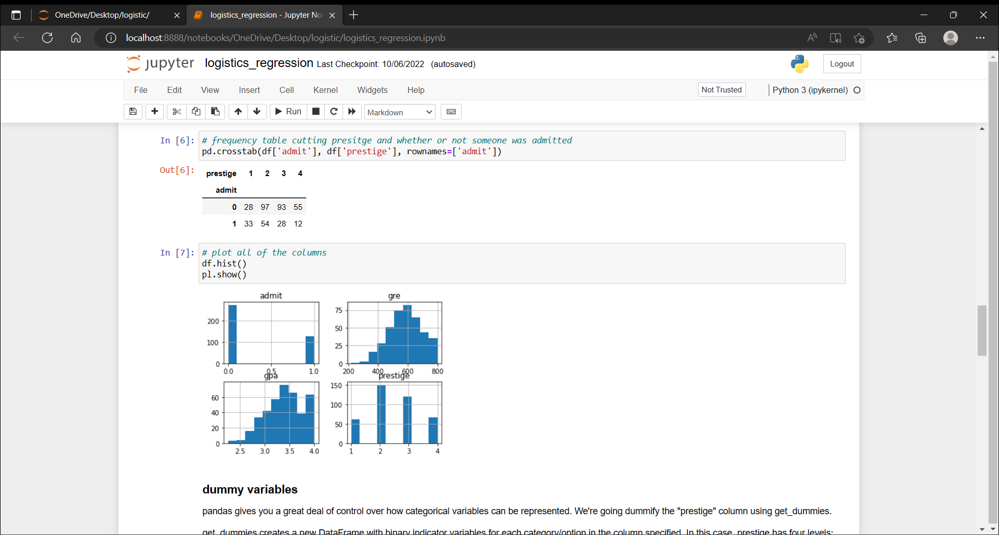 OneDrive/Desktop/logistic/
logistics_regression - Jupyter No
localhost:8888/notebooks/OneDrive/Desktop/logistic/logistics_regression.ipynb
jupyter logistics_regression Last Checkpoint: 10/06/2022 (autosaved)
Logout
File Edit View Insert Cell Kernel Widgets Help
Not Trusted Python 3 (ipykernel)
Run Markdown
In [6]: # frequency table cutting presitge and whether or not someone was admitted
pd.crosstab(df['admit'], df['prestige'], rownames=['admit'])
Out[6]: prestige 1 2 3 4
admit
0 28 97 93 55
1 33 54 28 12
In [7]: # plot all of the columns
df.hist()
pl.show()
admit
200
100
0
0.0 0.5 1.0
gre
75
50
25
0
200 400 600 800
gpa
60
40
20
0
2.5 3.0 3.5 4.0
prestige
150
100
50
0
1 2 3 4
dummy variables
pandas gives you a great deal of control over how categorical variables can be represented. We're going dummify the "prestige" column using get_dummies.
get_dummies creates a new DataFrame with binary indicator variables for each category/option in the column specified. In this case, prestige has four levels: